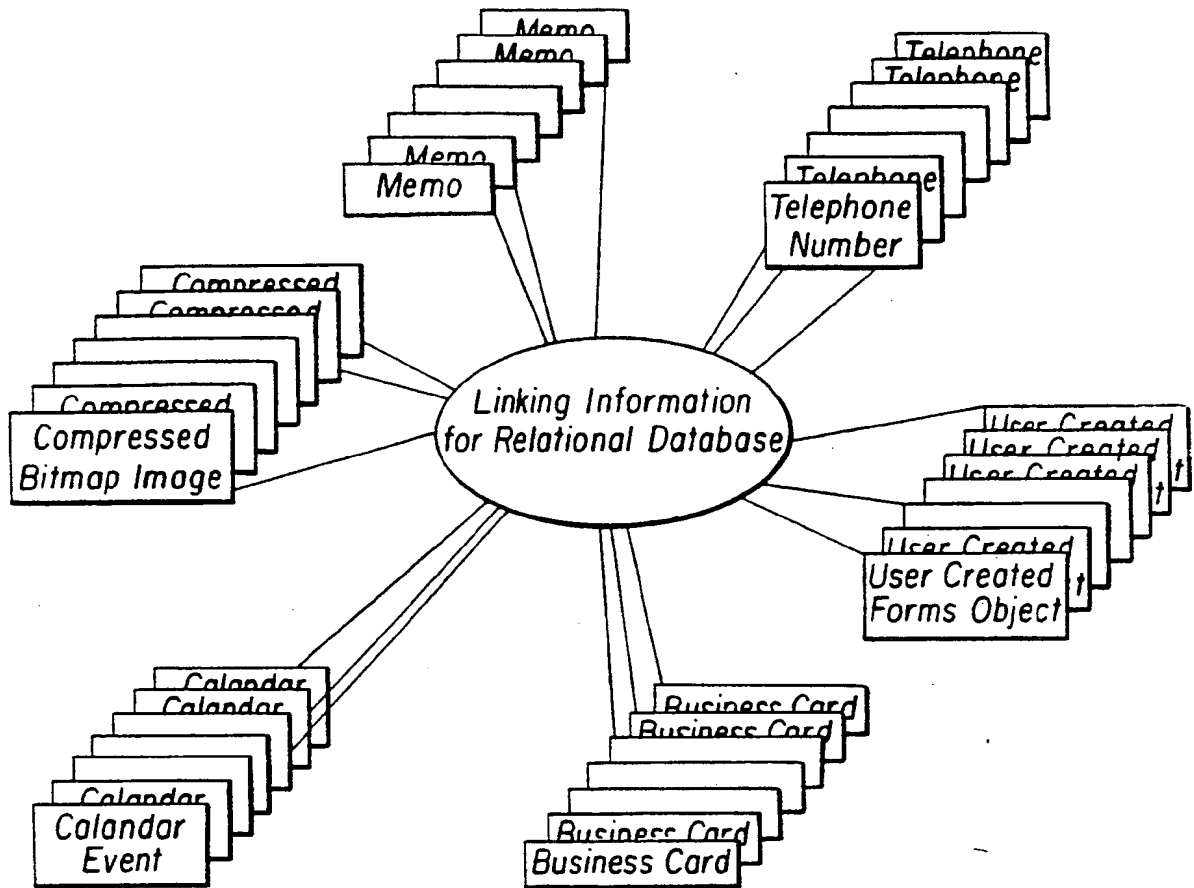 Memo
Memo
Memo
Memo
Telephone
Telephone
Telephone
Telephone
Number
Compressed
Compressed
Compressed
Compressed
Bitmap Image
Linking Information
for Relational Database
User Created
User Created
User Created
t
t
User Created
User Created
t
Forms Object
Calandar
Calandar
Calandar
Calandar
Event
Business Card
Business Card
Business Card
Business Card